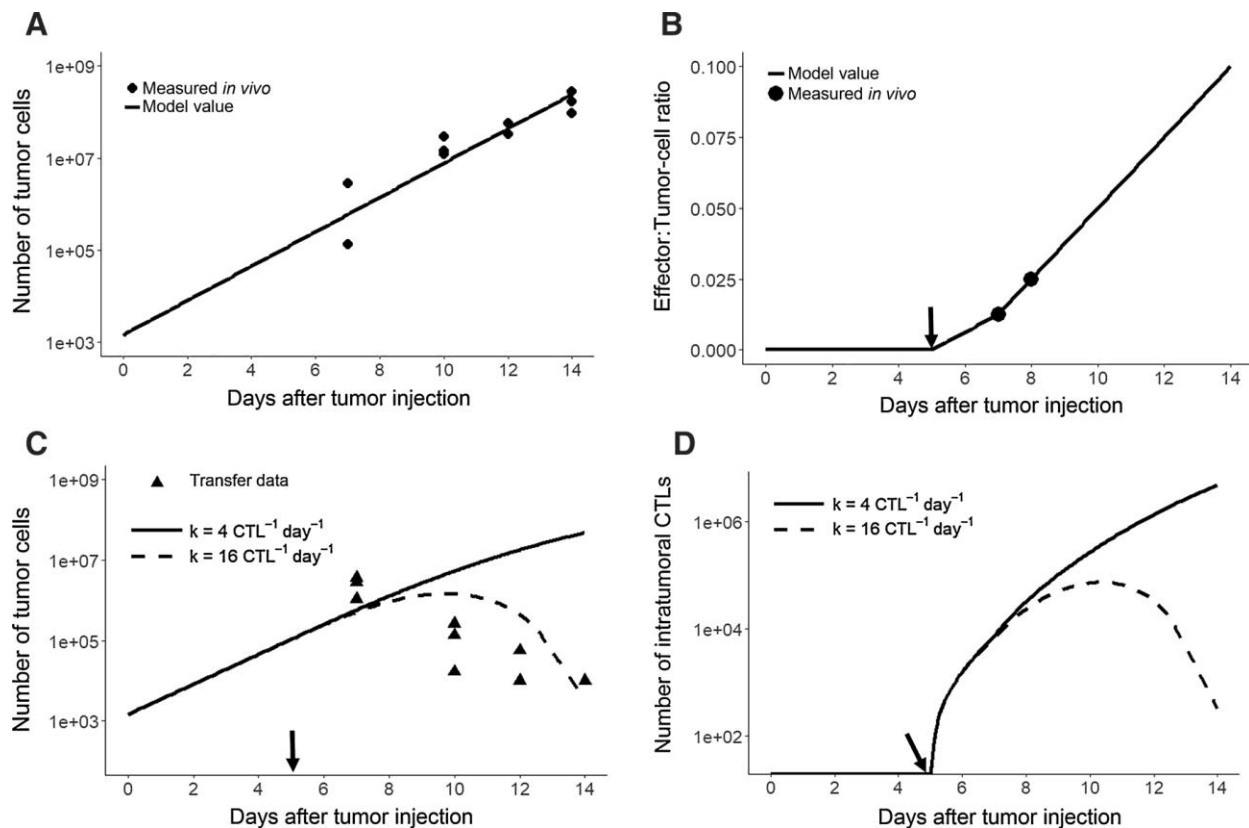 A
Number of tumor cells
1e+09
1e+07
1e+05
1e+03
Measured in vivo
Model value
0 2 4 6 8 10 12 14
Days after tumor injection
B
Effector:Tumor-cell ratio
0.100
0.075
0.050
0.025
0.000
Model value
Measured in vivo
0 2 4 6 8 10 12 14
Days after tumor injection
C
Number of tumor cells
1e+09
1e+07
1e+05
1e+03
Transfer data
k = 4 CTL⁻¹ day⁻¹
k = 16 CTL⁻¹ day⁻¹
0 2 4 6 8 10 12 14
Days after tumor injection
D
Number of intratumoral CTLs
1e+06
1e+04
1e+02
k = 4 CTL⁻¹ day⁻¹
k = 16 CTL⁻¹ day⁻¹
0 2 4 6 8 10 12 14
Days after tumor injection